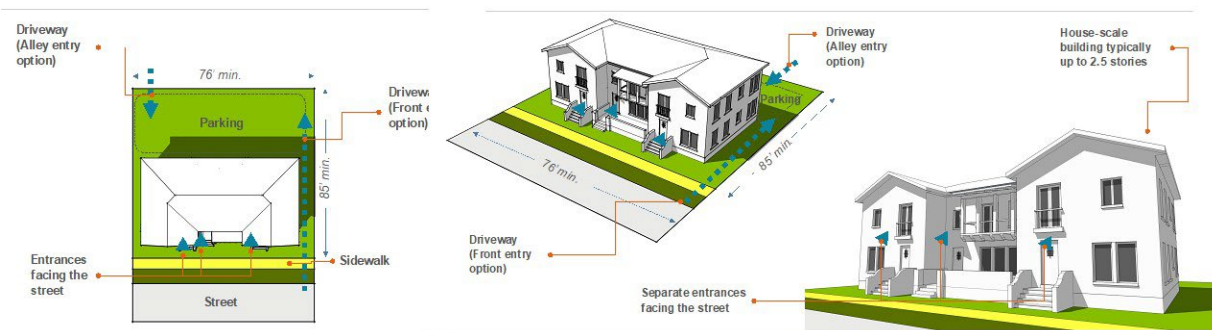 Driveway
(Alley entry
option)
76' min.
Parking
Driveway
(Front e
option)
85' min.
Entrances
facing the
street
Sidewalk
Street
Driveway
(Alley entry
option)
Parking
76' min.
85' min.
Driveway
(Front entry
option)
House-scale
building typically
up to 2.5 stories
Separate entrances
facing the street